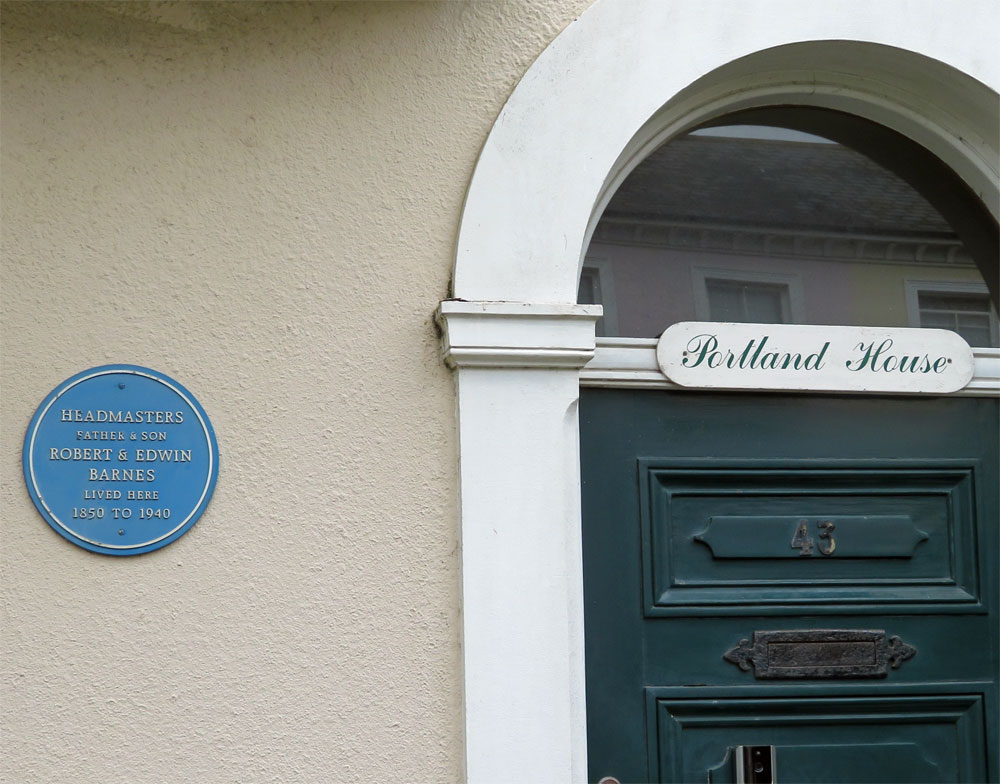 HEADMASTERS
FATHER & SON
ROBERT & EDWIN
BARNES
LIVED HERE
1850 TO 1940
Portland House
43